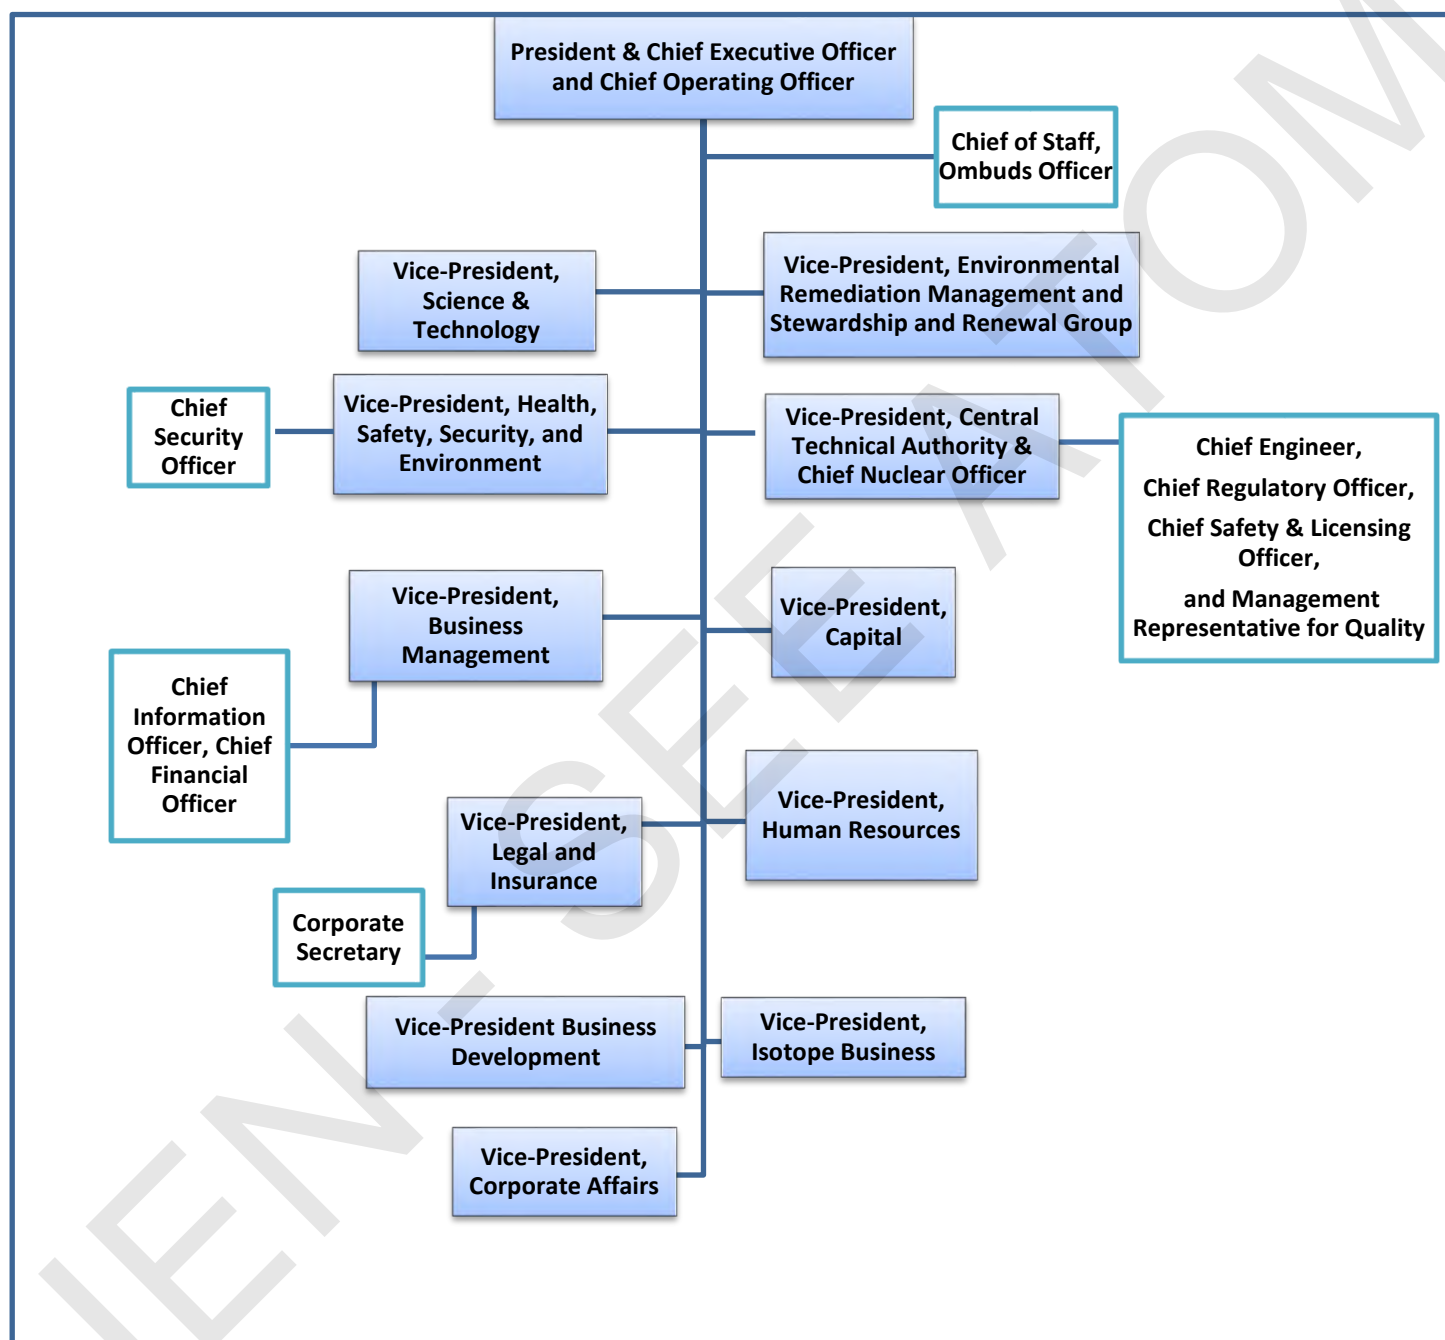 President & Chief Executive Officer
and Chief Operating Officer
Chief of Staff,
Ombuds Officer
Vice-President,
Science &
Technology
Vice-President, Environmental
Remediation Management and
Stewardship and Renewal Group
Chief
Security
Officer
Vice-President, Health,
Safety, Security, and
Environment
Vice-President, Central
Technical Authority &
Chief Nuclear Officer
Chief Engineer,
Chief Regulatory Officer,
Chief Safety & Licensing
Officer,
and Management
Representative for Quality
Vice-President,
Business
Management
Vice-President,
Capital
Chief
Information
Officer, Chief
Financial
Officer
Vice-President,
Human Resources
Vice-President,
Legal and
Insurance
Corporate
Secretary
Vice-President Business
Development
Vice-President,
Isotope Business
Vice-President,
Corporate Affairs
EN - SEE ATOM